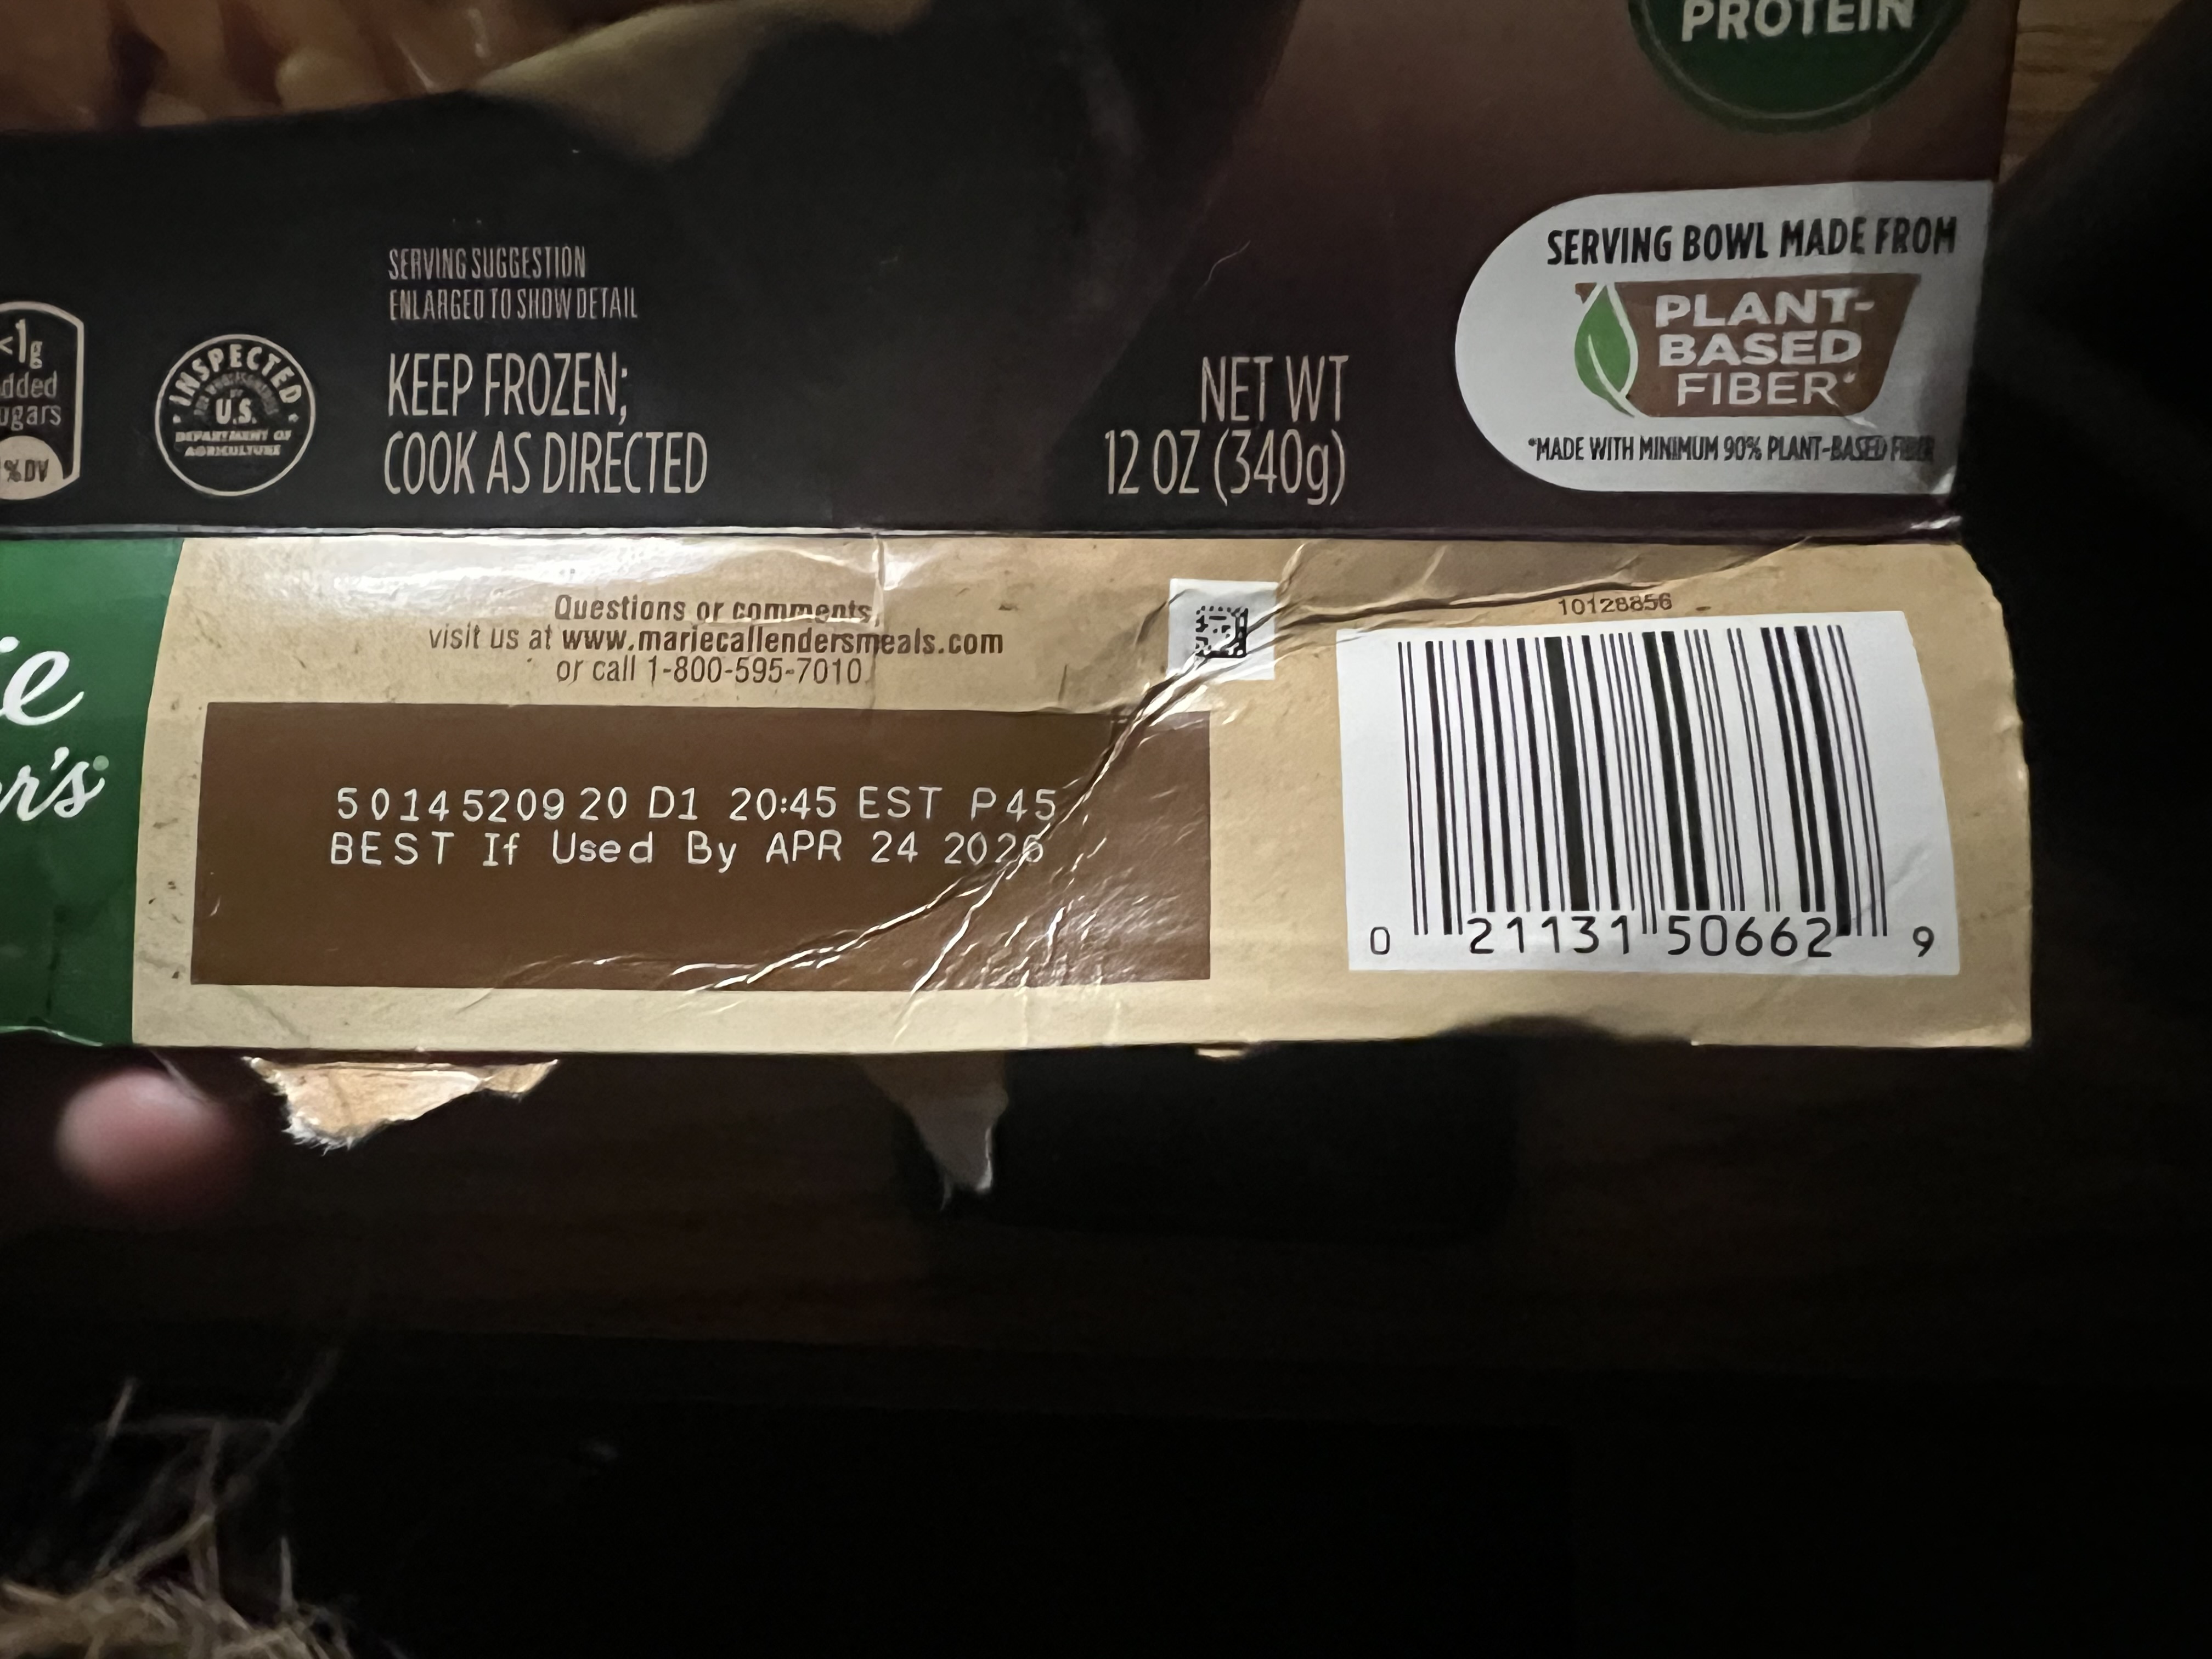 PROTEIN
SERVING BOWL MADE FROM
PLANT-
BASED
FIBER*
*MADE WITH MINIMUM 90% PLANT-BASED FIBER
SERVING SUGGESTION
ENLARGED TO SHOW DETAIL
KEEP FROZEN;
COOK AS DIRECTED
NET WT
12 OZ (340g)
<1g
dded
ugars
%DV
INSPECTED
U.S.
DEPARTMENT OF
AGRICULTURE
e
r's
Questions or comments,
visit us at www.mariecallendersmeals.com
or call 1-800-595-7010
5014520920 D1 20:45 EST P45
BEST If Used By APR 24 2026
10128856
0 21131 50662 9